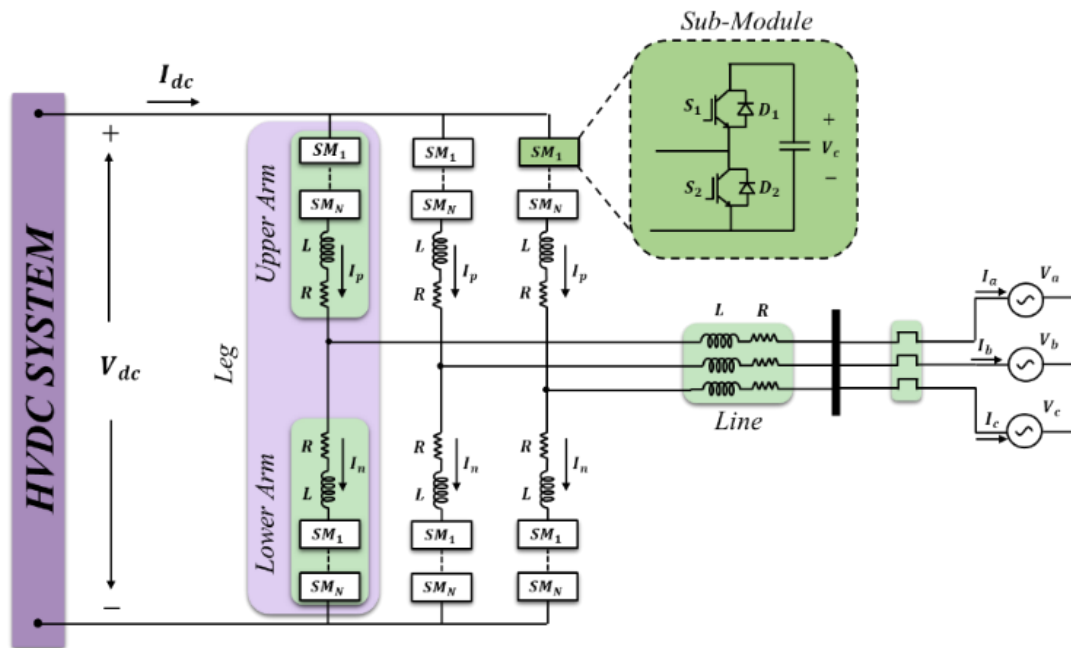 Sub-Module
I_dc
S_1
D_1
+
V_c
−
S_2
D_2
+
SM_1
SM_1
SM_1
SM_N
SM_N
SM_N
Upper Arm
L
I_p
R
L
I_p
R
L
I_p
R
HVDC SYSTEM
V_dc
Leg
L
R
Line
I_a
V_a
I_b
V_b
I_c
V_c
Lower Arm
R
I_n
L
R
I_n
L
R
I_n
L
SM_1
SM_1
SM_1
SM_N
SM_N
SM_N
−